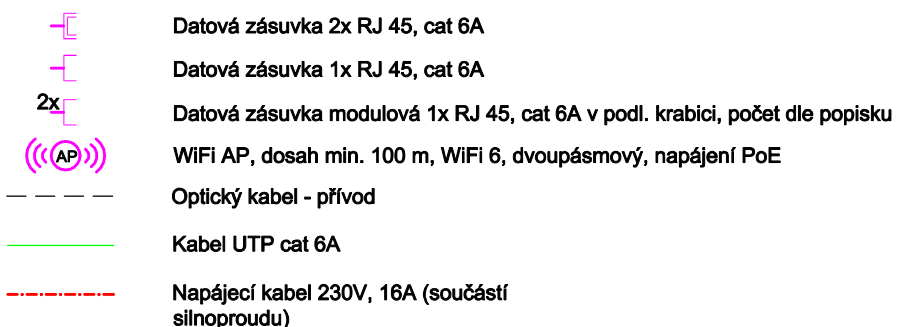 Datová zásuvka 2x RJ 45, cat 6A
Datová zásuvka 1x RJ 45, cat 6A
2x Datová zásuvka modulová 1x RJ 45, cat 6A v podl. krabici, počet dle popisku
AP WiFi AP, dosah min. 100 m, WiFi 6, dvoupásmový, napájení PoE
Optický kabel - přívod
Kabel UTP cat 6A
Napájecí kabel 230V, 16A (součástí
silnoproudu)